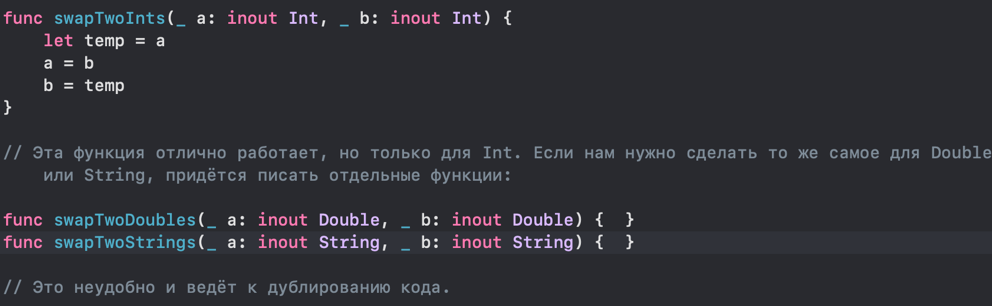 func swapTwoInts(_ a: inout Int, _ b: inout Int) {
    let temp = a
    a = b
    b = temp
}
// Эта функция отлично работает, но только для Int. Если нам нужно сделать то же самое для Double
    или String, придётся писать отдельные функции:
func swapTwoDoubles(_ a: inout Double, _ b: inout Double) {  }
func swapTwoStrings(_ a: inout String, _ b: inout String) {  }
// Это неудобно и ведёт к дублированию кода.